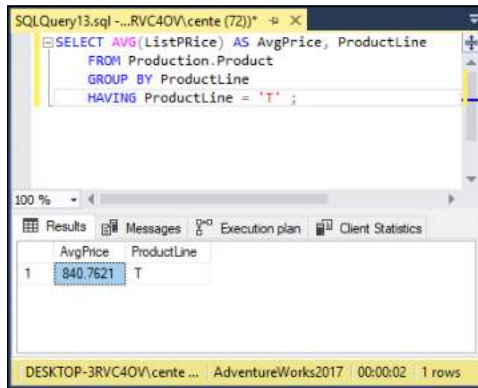 SQLQuery13.sql -...RVC4OV\cente (72))*
SELECT AVG(ListPRice) AS AvgPrice, ProductLine
FROM Production.Product
GROUP BY ProductLine
HAVING ProductLine = 'T' ;
100 %
Results Messages Execution plan Client Statistics
AvgPrice ProductLine
1 840.7621 T
DESKTOP-3RVC4OV\cente ... AdventureWorks2017 00:00:02 1 rows